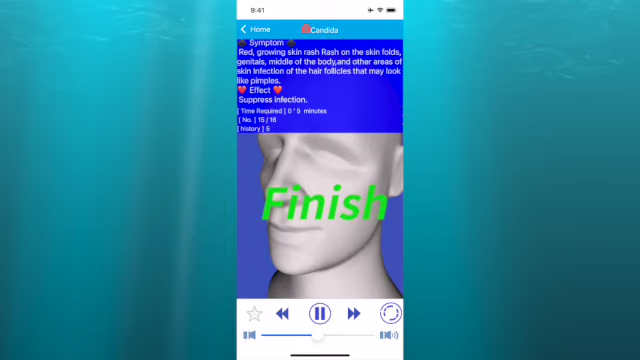 9:41
Home
Candida
Symptom
Red, growing skin rash Rash on the skin folds,
genitals, middle of the body,and other areas of
skin Infection of the hair follicles that may look
like pimples.
Effect
Suppress infection.
[ Time Required ] 0 ' 5 minutes
[ No. ] 15 / 16
[ history ] 5
Finish